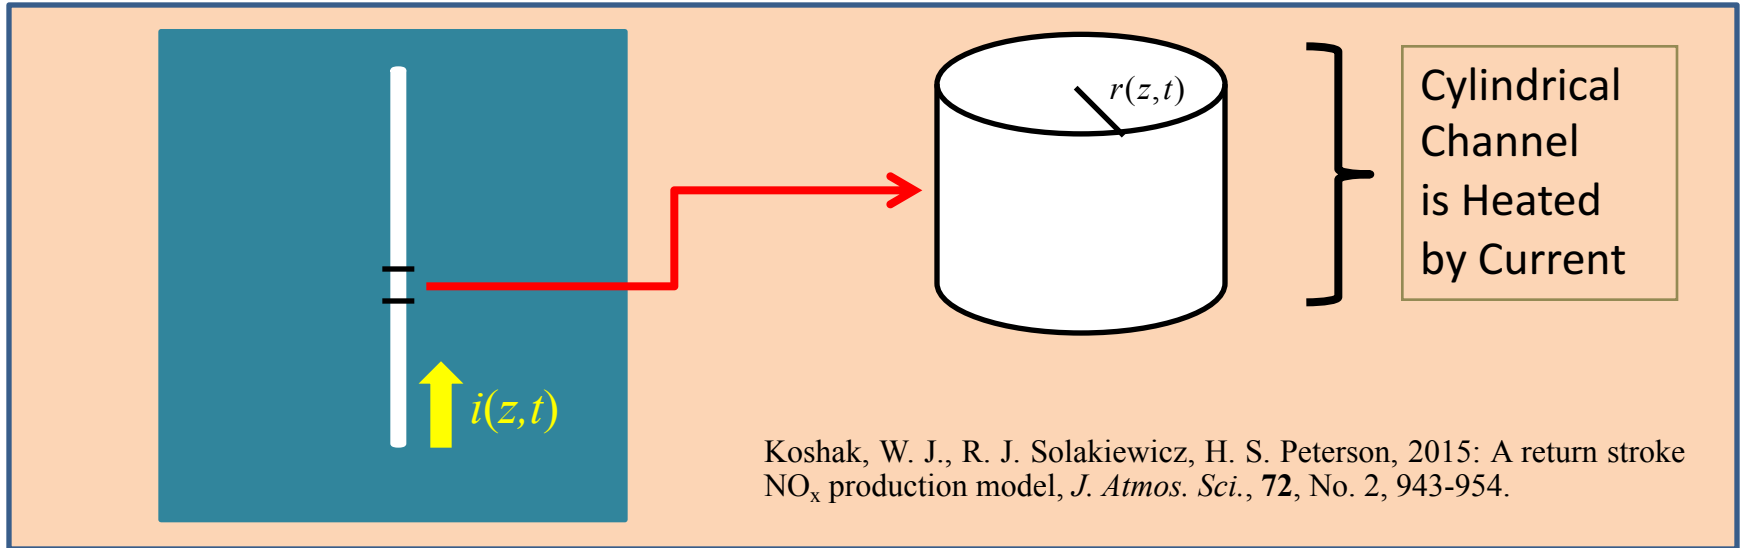 r(z,t)
Cylindrical
Channel
is Heated
by Current
i(z,t)
Koshak, W. J., R. J. Solakiewicz, H. S. Peterson, 2015: A return stroke
NOx production model, J. Atmos. Sci., 72, No. 2, 943-954.